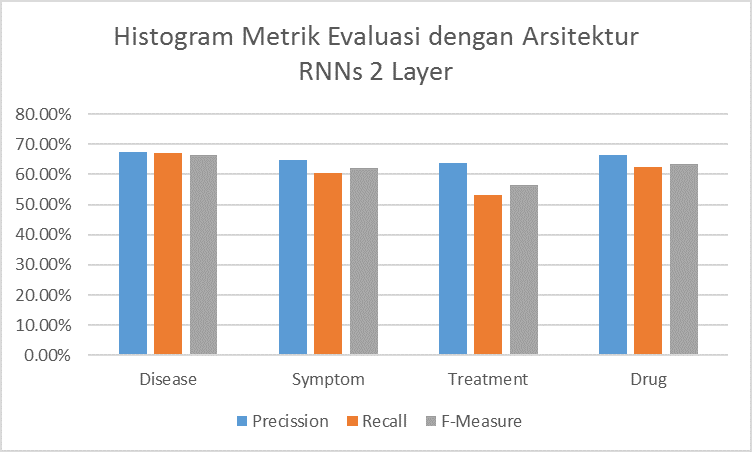 Histogram Metrik Evaluasi dengan Arsitektur
RNNs 2 Layer
80.00%
70.00%
60.00%
50.00%
40.00%
30.00%
20.00%
10.00%
0.00%
Disease Symptom Treatment Drug
Precission Recall F-Measure